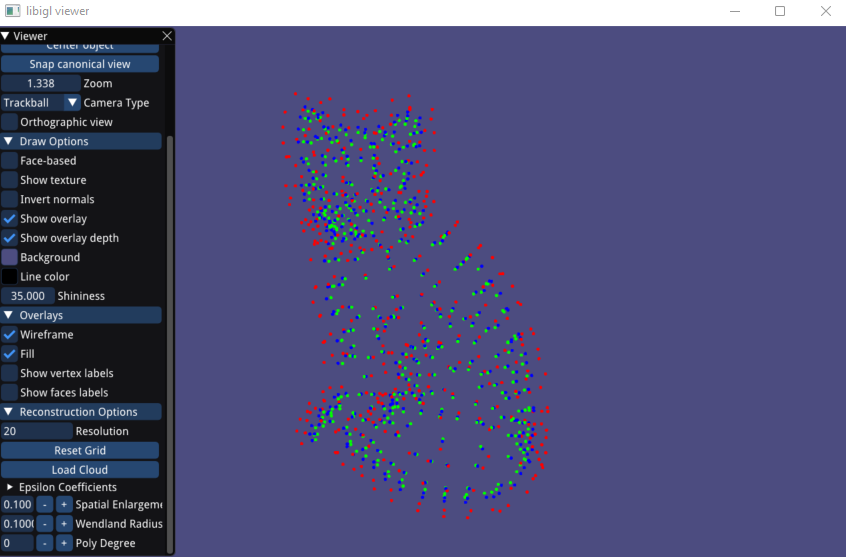 libigl viewer
Viewer
Center object
Snap canonical view
1.338 Zoom
Trackball Camera Type
Orthographic view
Draw Options
Face-based
Show texture
Invert normals
Show overlay
Show overlay depth
Background
Line color
35.000 Shininess
Overlays
Wireframe
Fill
Show vertex labels
Show faces labels
Reconstruction Options
20 Resolution
Reset Grid
Load Cloud
Epsilon Coefficients
0.100 - + Spatial Enlargeme
0.100 - + Wendland Radius
0 - + Poly Degree